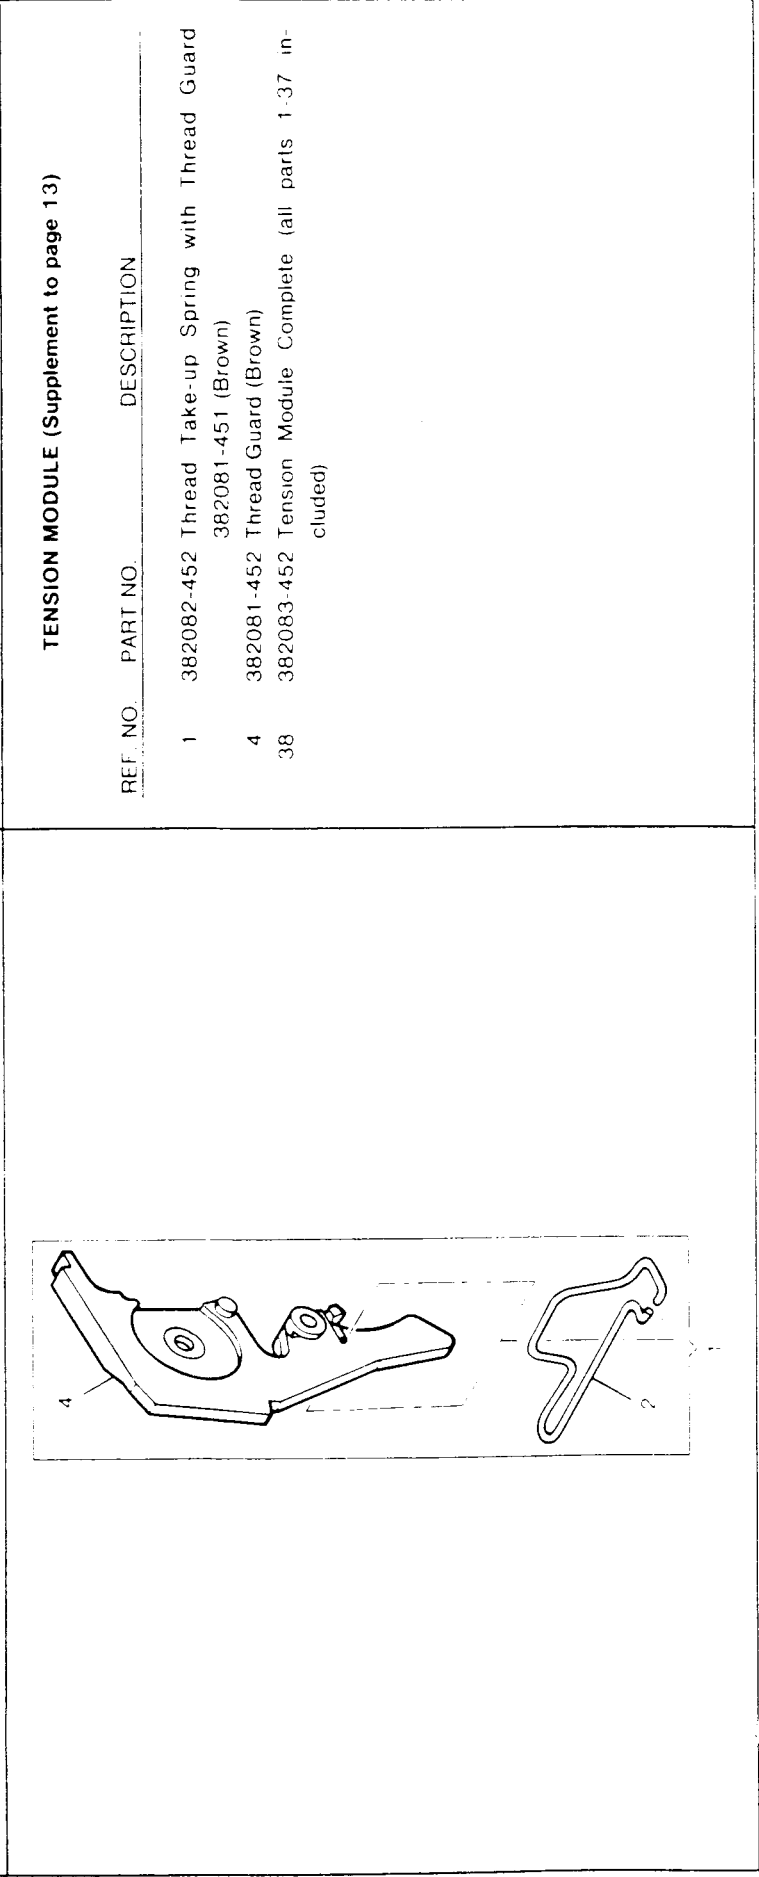 TENSION MODULE (Supplement to page 13)
REF. NO. PART NO. DESCRIPTION
1 382082-452 Thread Take-up Spring with Thread Guard
382081-451 (Brown)
4 382081-452 Thread Guard (Brown)
38 382083-452 Tension Module Complete (all parts 1-37 in-
cluded)
4
2
1